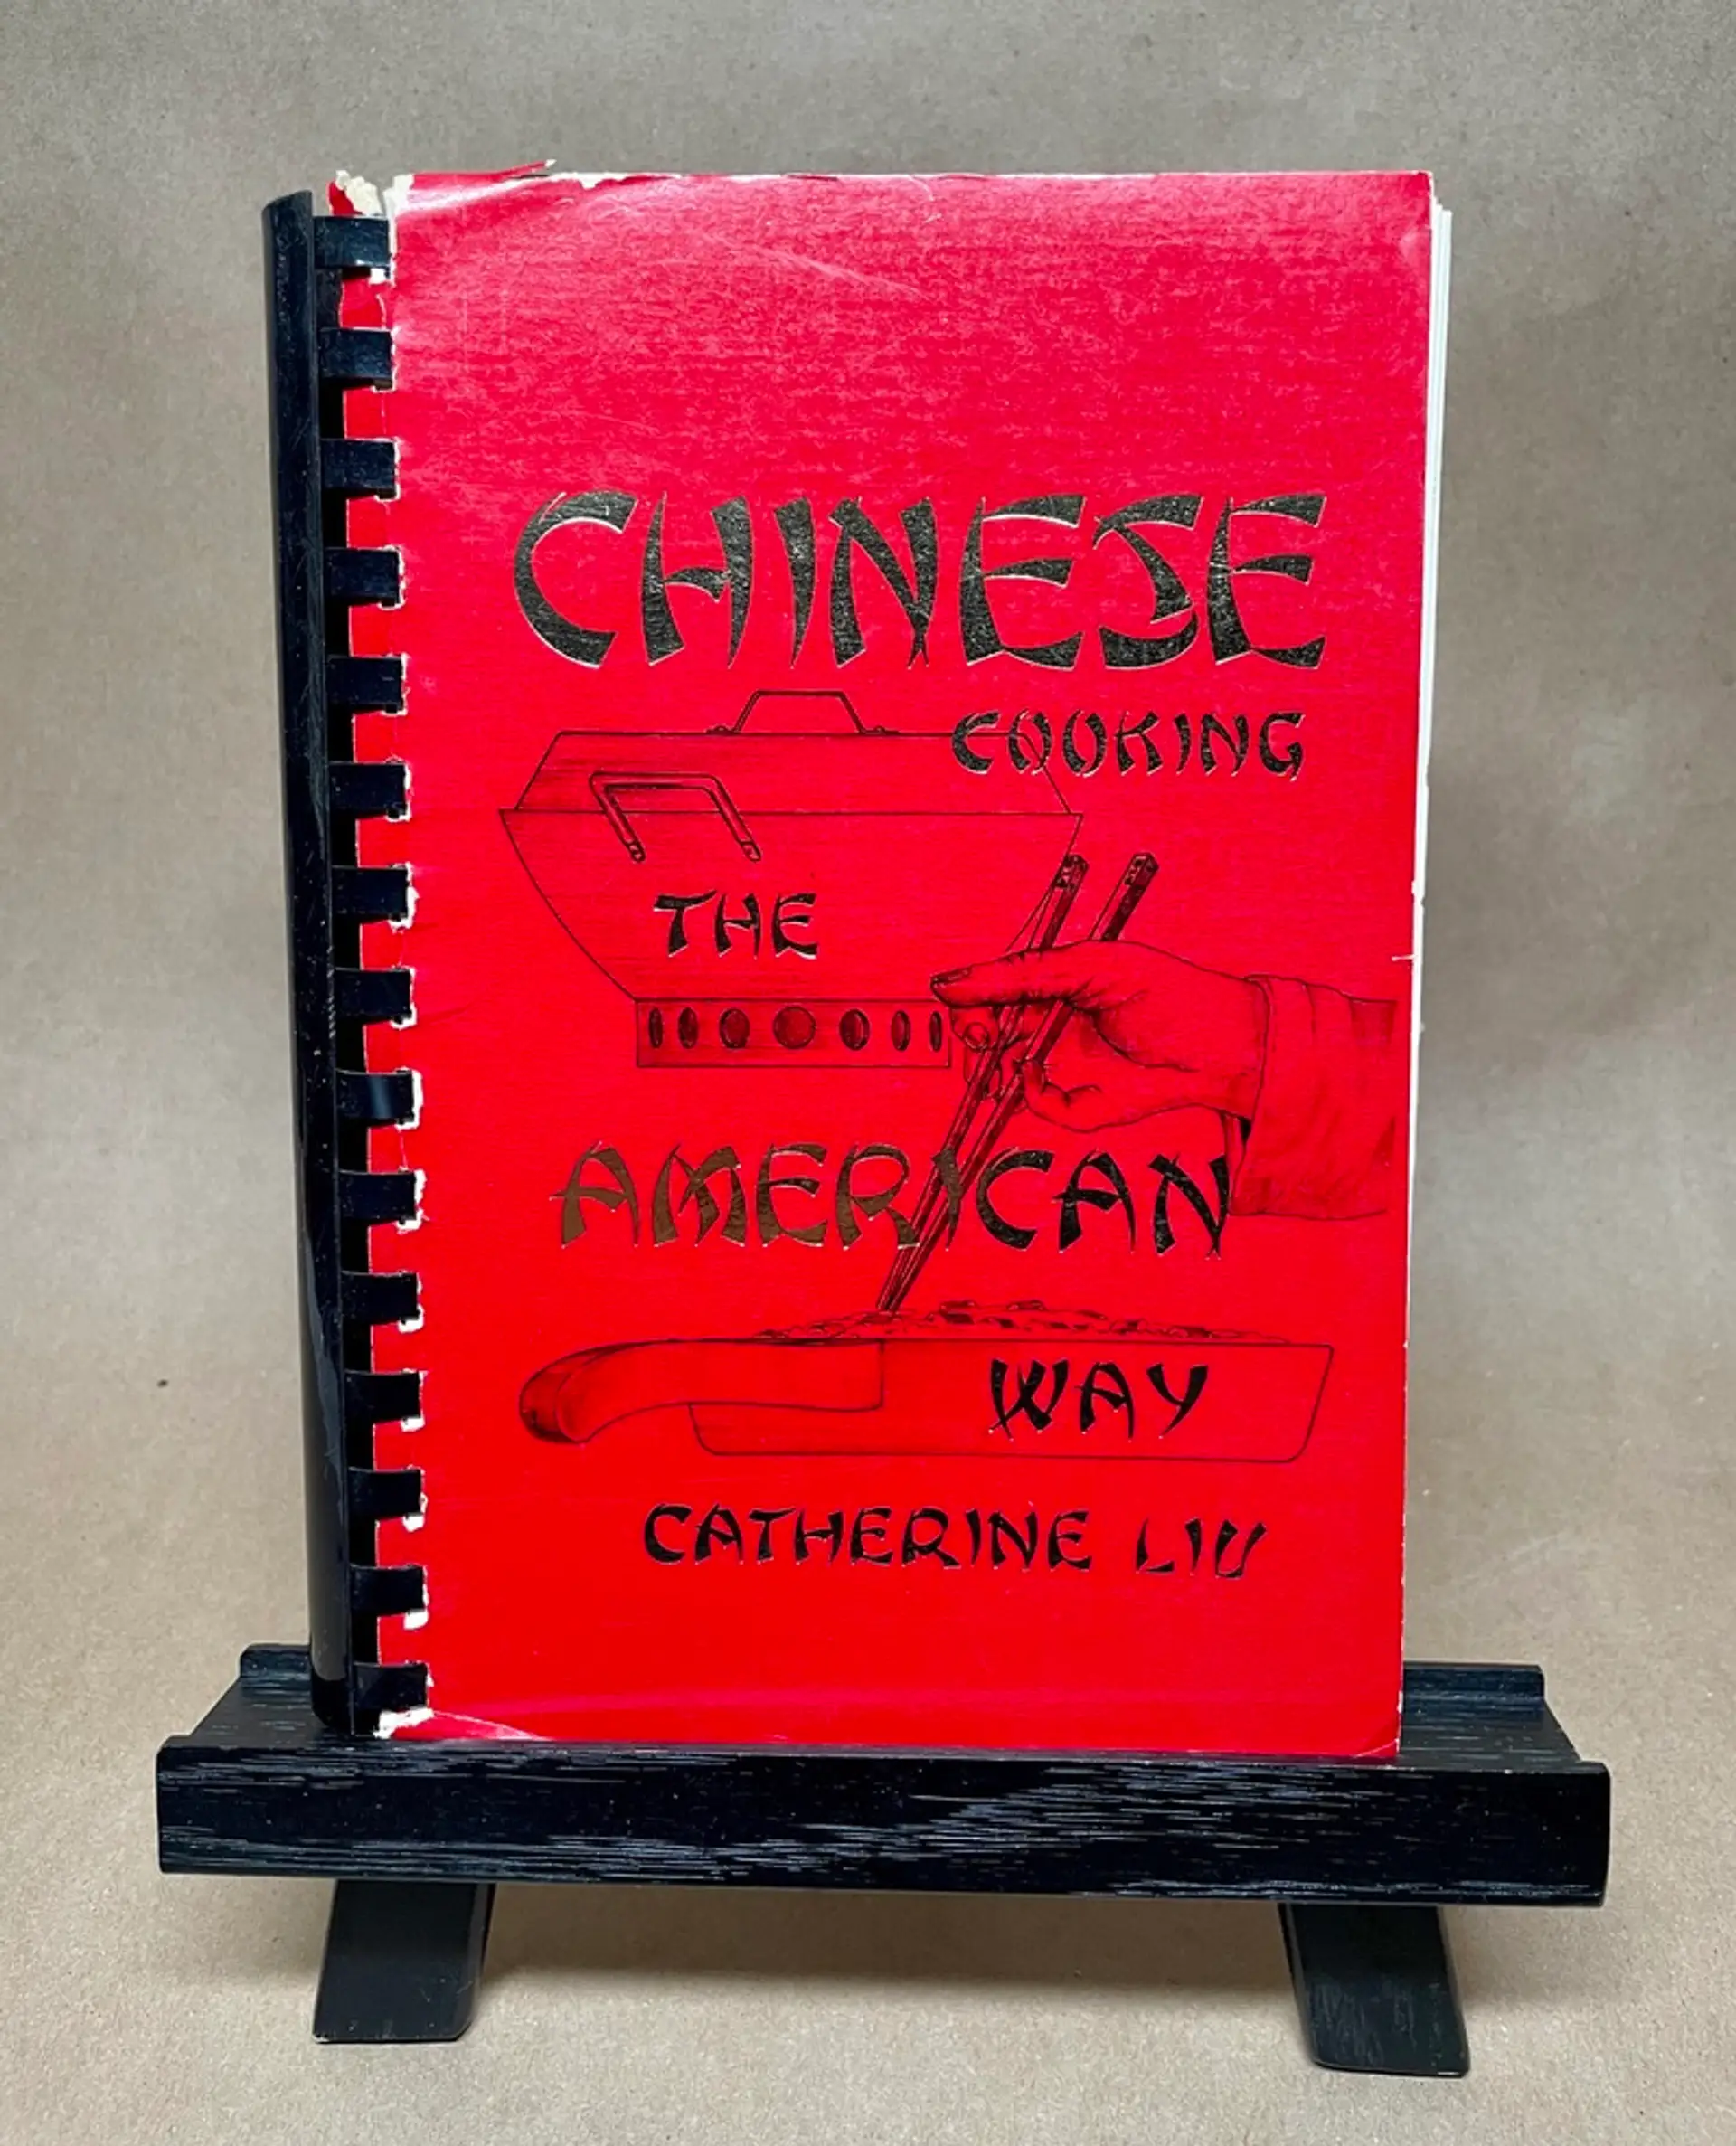 CHINESE
COOKING
THE
AMERICAN
WAY
CATHERINE LIU